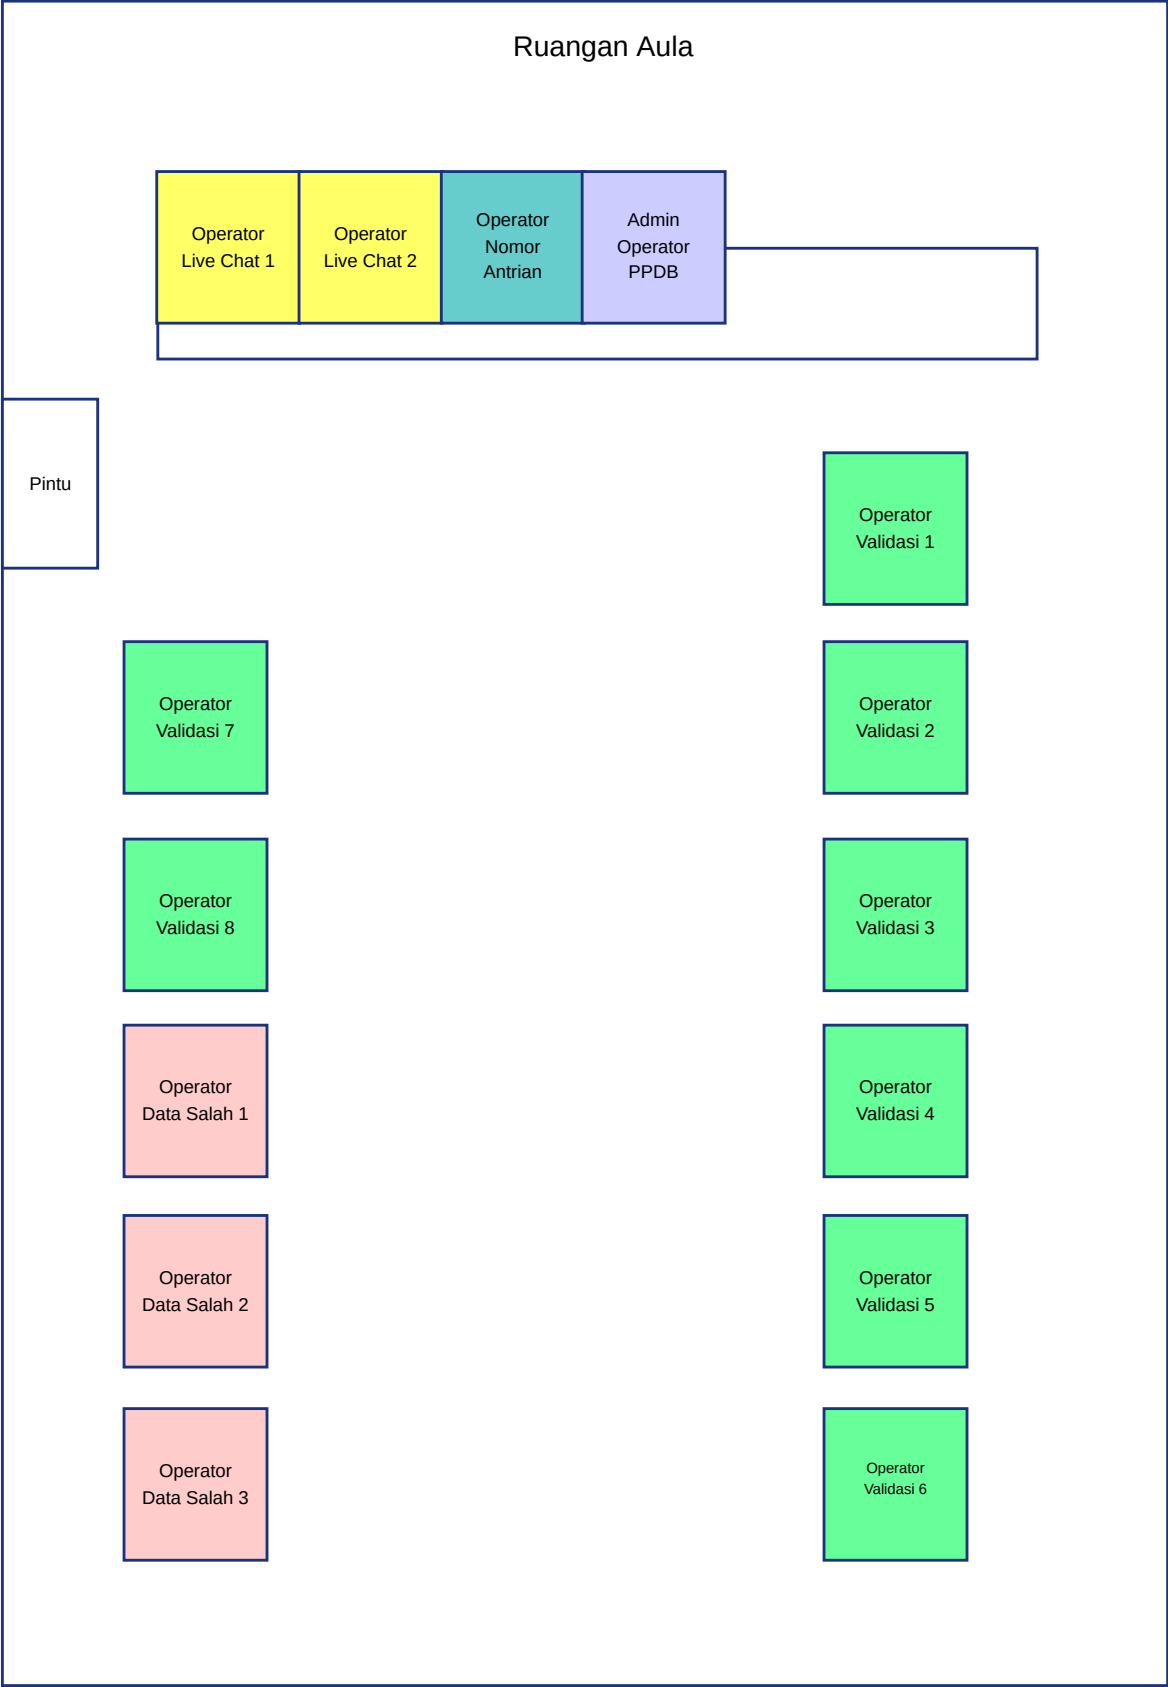 Ruangan Aula
Operator
Live Chat 1
Operator
Live Chat 2
Operator
Nomor
Antrian
Admin
Operator
PPDB
Pintu
Operator
Validasi 1
Operator
Validasi 7
Operator
Validasi 2
Operator
Validasi 8
Operator
Validasi 3
Operator
Data Salah 1
Operator
Validasi 4
Operator
Data Salah 2
Operator
Validasi 5
Operator
Data Salah 3
Operator
Validasi 6